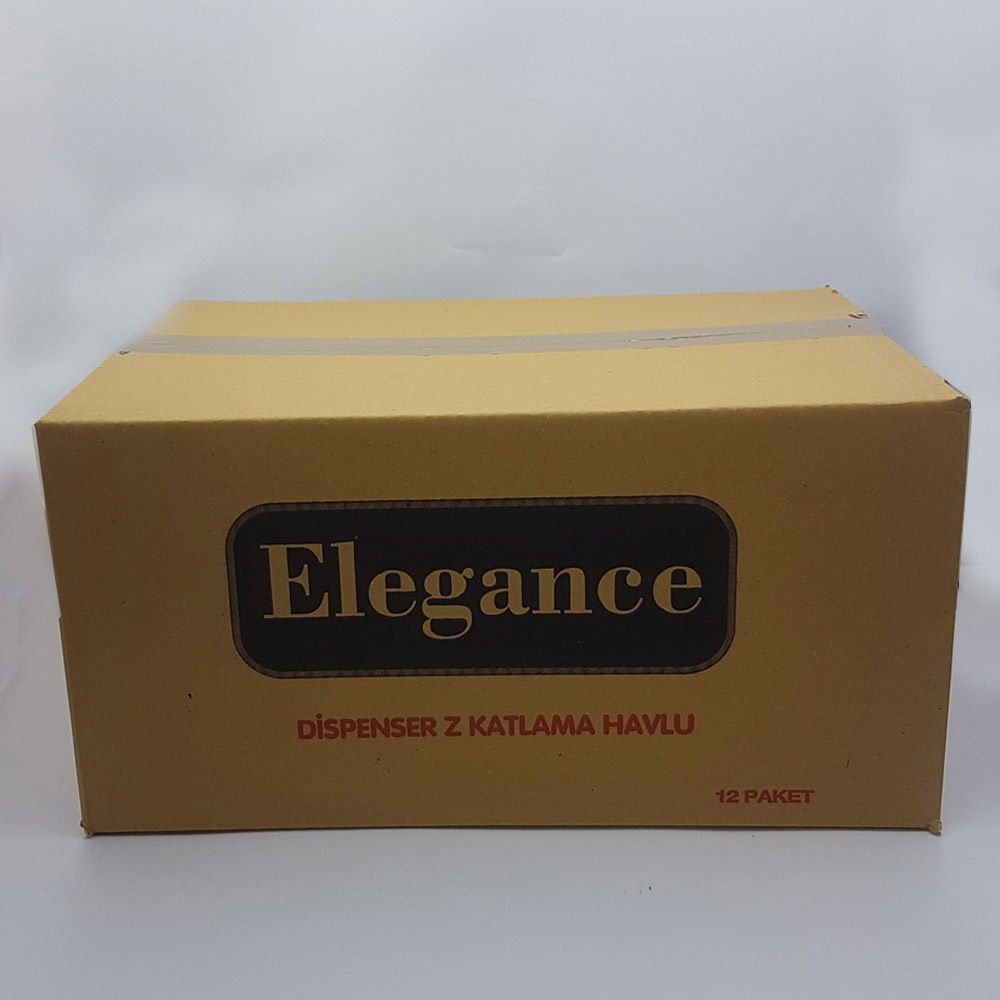 Elegance
DİSPENSER Z KATLAMA HAVLU
12 PAKET